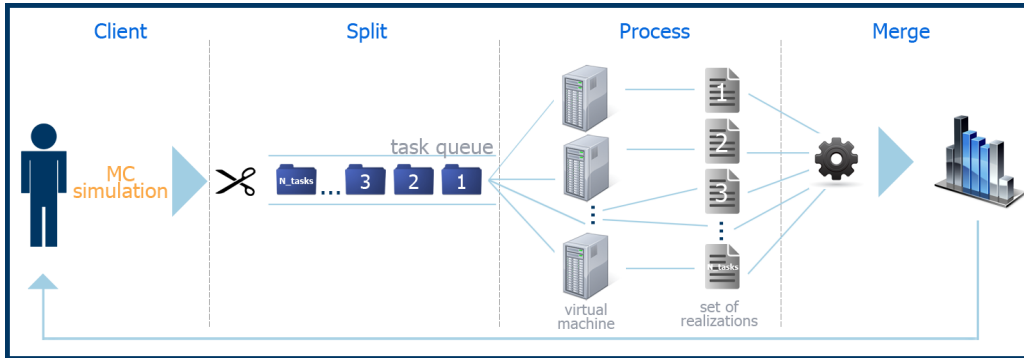 Client
Split
Process
Merge
MC
simulation
task queue
N_tasks
...
3
2
1
1
2
3
N_tasks
virtual
machine
set of
realizations